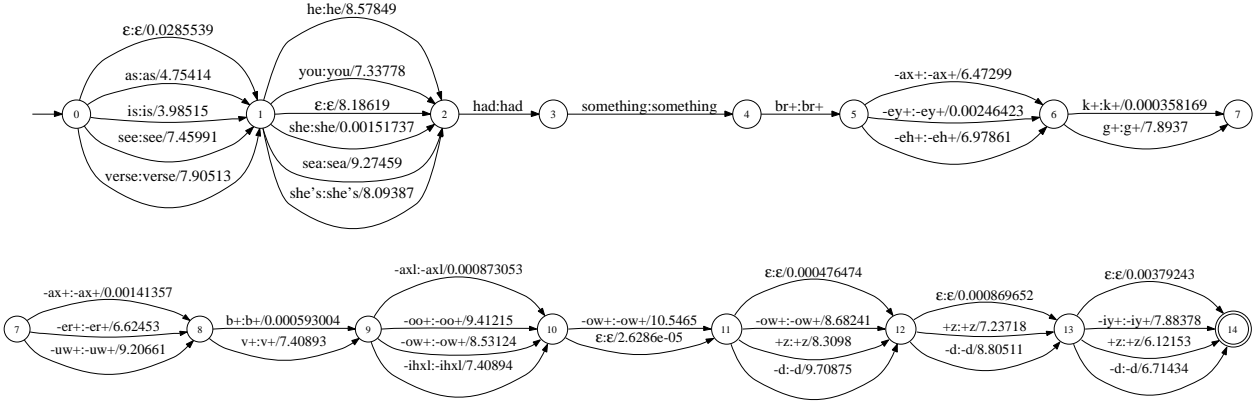 he:he/8.57849
ε:ε/0.0285539
as:as/4.75414
you:you/7.33778
-ax+:-ax+/6.47299
is:is/3.98515
ε:ε/8.18619
had:had
something:something
br+:br+
-ey+:-ey+/0.00246423
k+:k+/0.000358169
0
1
2
3
4
5
6
7
see:see/7.45991
she:she/0.00151737
-eh+:-eh+/6.97861
g+:g+/7.8937
verse:verse/7.90513
sea:sea/9.27459
she's:she's/8.09387
-axl:-axl/0.000873053
ε:ε/0.000476474
ε:ε/0.00379243
-ax+:-ax+/0.00141357
ε:ε/0.000869652
-er+:-er+/6.62453
b+:b+/0.000593004
-oo+:-oo+/9.41215
-ow+:-ow+/10.5465
-ow+:-ow+/8.68241
+z:+z/7.23718
-iy+:-iy+/7.88378
7
8
9
10
11
12
13
14
-uw+:-uw+/9.20661
v+:v+/7.40893
-ow+:-ow+/8.53124
ε:ε/2.6286e-05
+z:+z/8.3098
-d:-d/8.80511
+z:+z/6.12153
-ihxl:-ihxl/7.40894
-d:-d/9.70875
-d:-d/6.71434